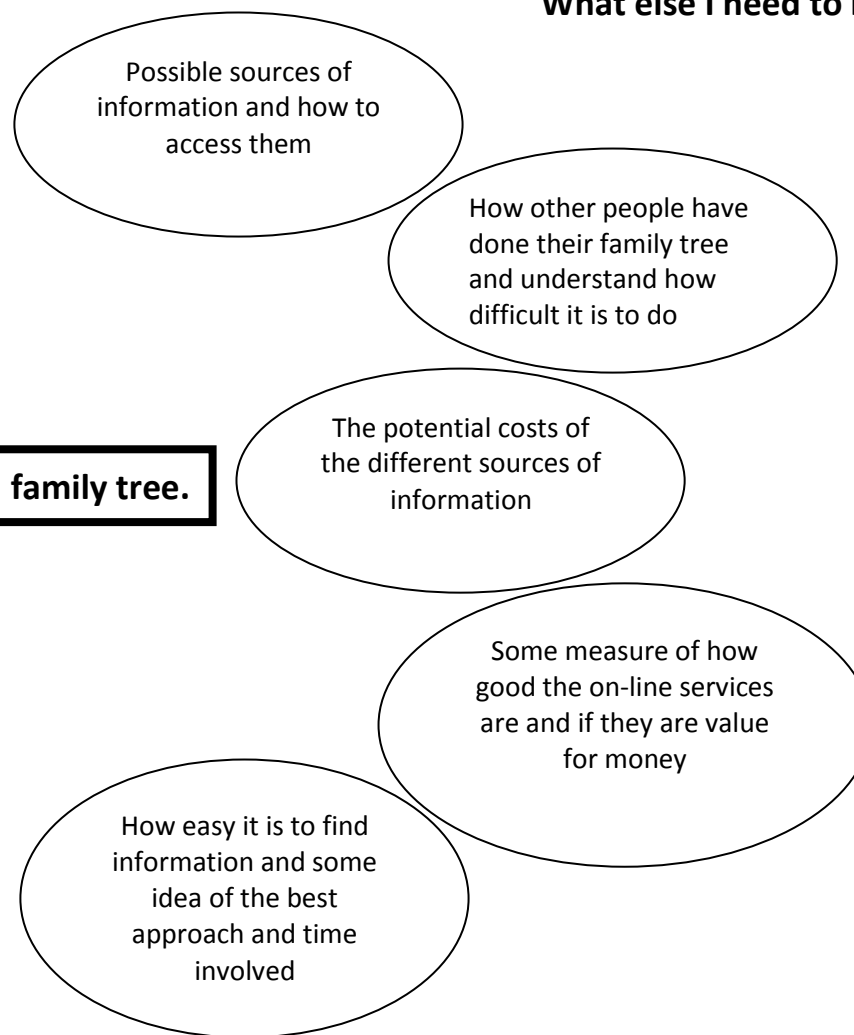 What else I need to
Possible sources of
information and how to
access them
How other people have
done their family tree
and understand how
difficult it is to do
The potential costs of
the different sources of
information
family tree.
Some measure of how
good the on-line services
are and if they are value
for money
How easy it is to find
information and some
idea of the best
approach and time
involved